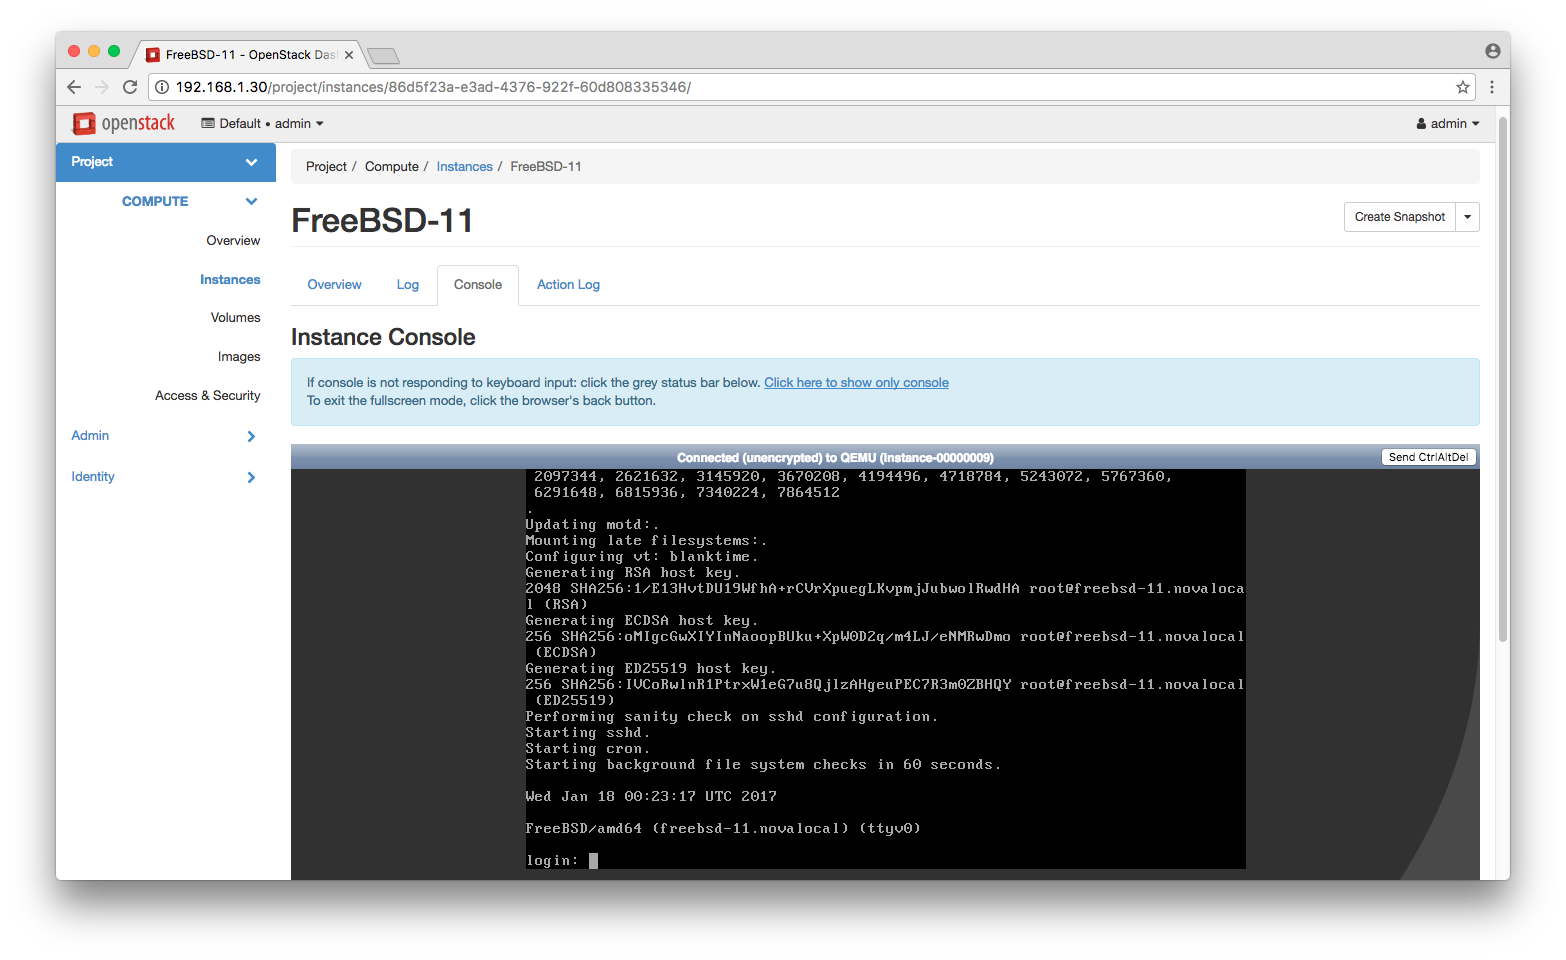 FreeBSD-11 - OpenStack Das
192.168.1.30/project/instances/86d5f23a-e3ad-4376-922f-60d808335346/
openstack
Default • admin
admin
Project
COMPUTE
Overview
Instances
Volumes
Images
Access & Security
Admin
Identity
Project / Compute / Instances / FreeBSD-11
FreeBSD-11
Create Snapshot
Overview
Log
Console
Action Log
Instance Console
If console is not responding to keyboard input: click the grey status bar below. Click here to show only console
To exit the fullscreen mode, click the browser's back button.
Connected (unencrypted) to QEMU (instance-00000009)
Send CtrlAltDel
2097344, 2621632, 3145920, 3670208, 4194496, 4718784, 5243072, 5767360,
6291648, 6815936, 7340224, 7864512
.
Updating motd:.
Mounting late filesystems:.
Configuring vt: blanktime.
Generating RSA host key.
2048 SHA256:1/E13HvtDU19WfhA+rCVrXpuegLKvpmjJubwolRwdHA root@freebsd-11.novaloca
l (RSA)
Generating ECDSA host key.
256 SHA256:oMIgcGwXIYInNaoopBUku+XpW0D2q/m4LJ/eNMRwDmo root@freebsd-11.novalocal
(ECDSA)
Generating ED25519 host key.
256 SHA256:IVCoRwlnR1PtrxW1eG7u8QjlzAHgeuPEC7R3m0ZBHQY root@freebsd-11.novalocal
(ED25519)
Performing sanity check on sshd configuration.
Starting sshd.
Starting cron.
Starting background file system checks in 60 seconds.
Wed Jan 18 00:23:17 UTC 2017
FreeBSD/amd64 (freebsd-11.novalocal) (ttyv0)
login: